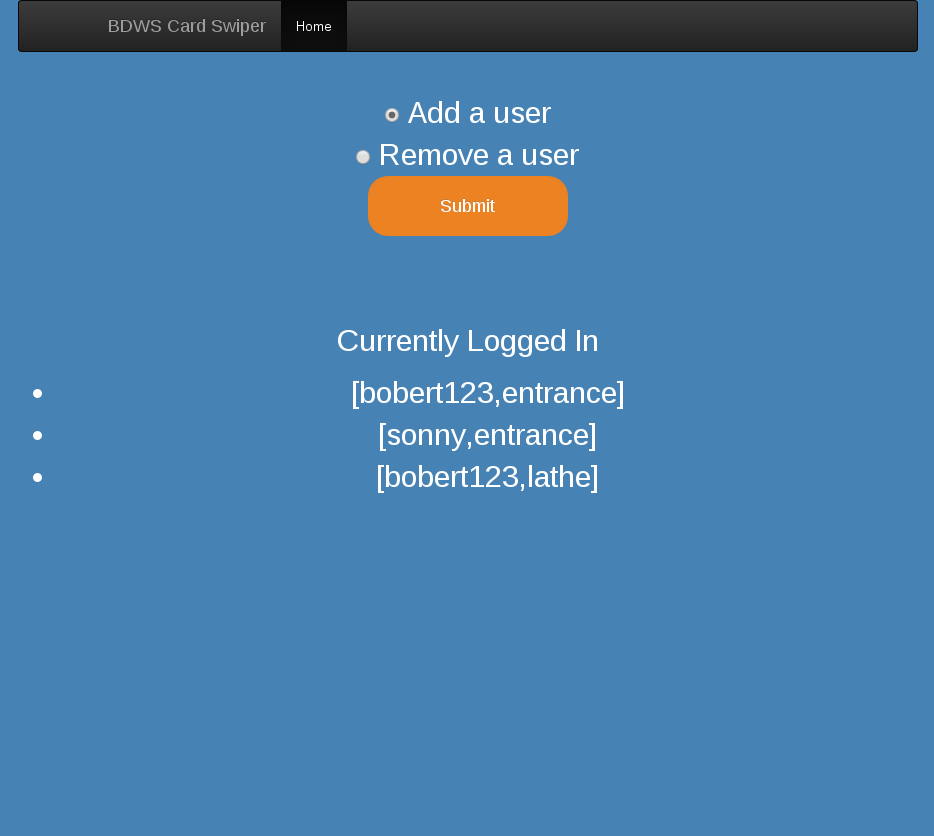 BDWS Card Swiper Home
Add a user
Remove a user
Submit
Currently Logged In
[bobert123,entrance]
[sonny,entrance]
[bobert123,lathe]